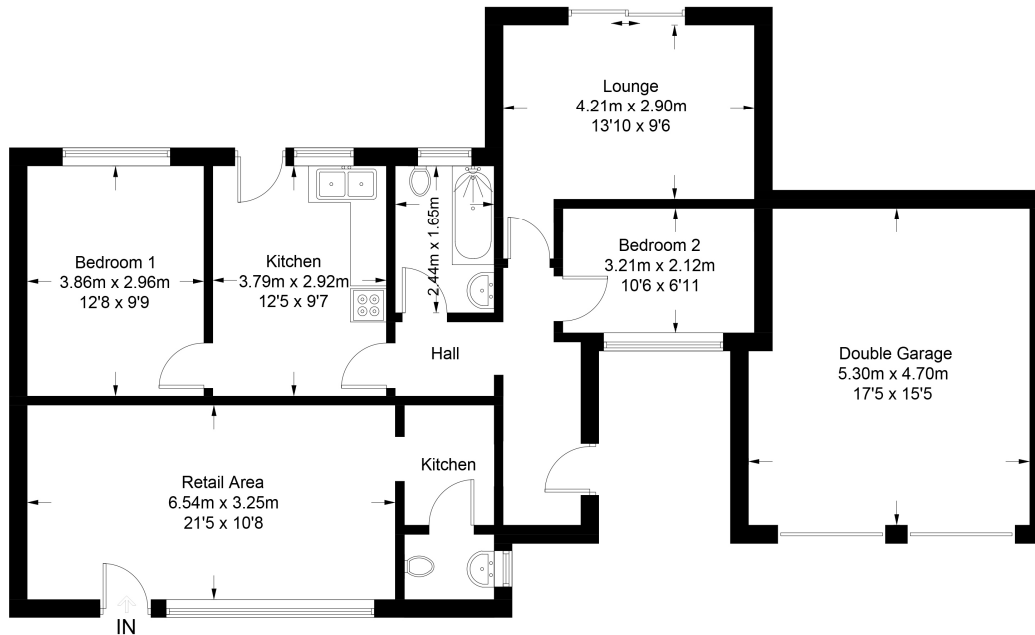 Lounge
4.21m x 2.90m
13'10 x 9'6
Bedroom 1
3.86m x 2.96m
12'8 x 9'9
Kitchen
3.79m x 2.92m
12'5 x 9'7
2.44m x 1.65m
Bedroom 2
3.21m x 2.12m
10'6 x 6'11
Hall
Double Garage
5.30m x 4.70m
17'5 x 15'5
Retail Area
6.54m x 3.25m
21'5 x 10'8
Kitchen
IN